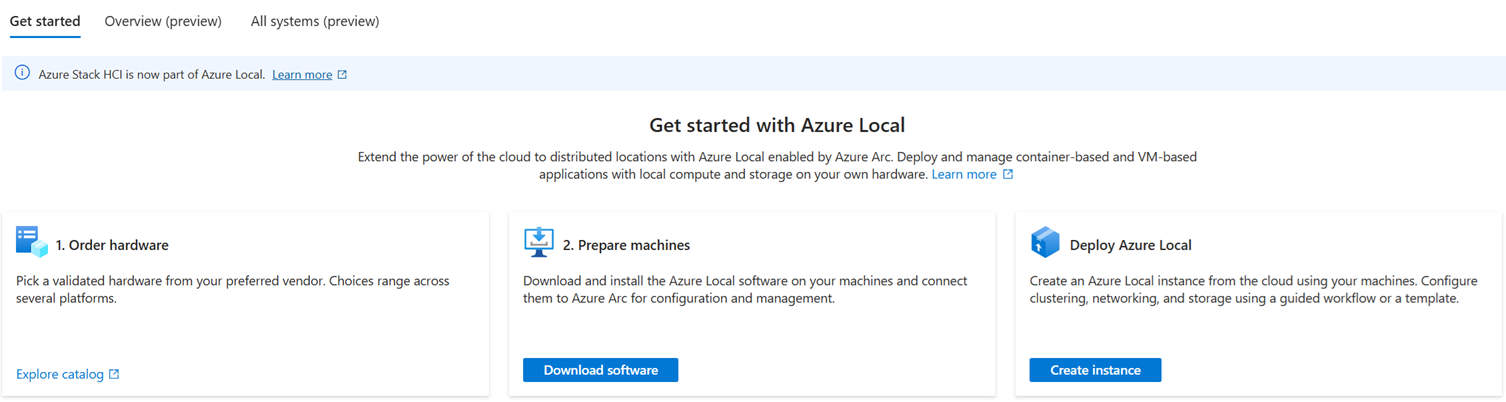 Get started Overview (preview) All systems (preview)
Azure Stack HCI is now part of Azure Local. Learn more
Get started with Azure Local
Extend the power of the cloud to distributed locations with Azure Local enabled by Azure Arc. Deploy and manage container-based and VM-based
applications with local compute and storage on your own hardware. Learn more
1. Order hardware
Pick a validated hardware from your preferred vendor. Choices range across
several platforms.
Explore catalog
2. Prepare machines
Download and install the Azure Local software on your machines and connect
them to Azure Arc for configuration and management.
Download software
Deploy Azure Local
Create an Azure Local instance from the cloud using your machines. Configure
clustering, networking, and storage using a guided workflow or a template.
Create instance